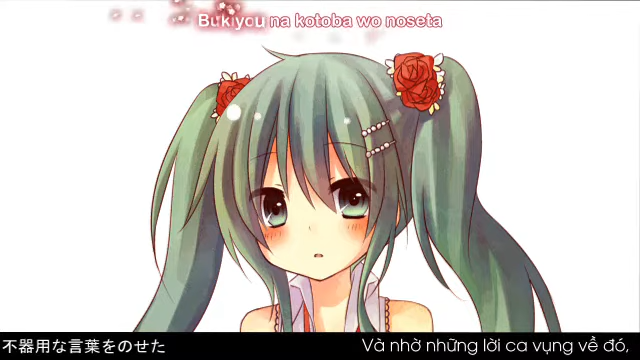 Bukiyou na kotoba wo noseta
不器用な言葉をのせた
Và nhờ những lời ca vụng về đó,